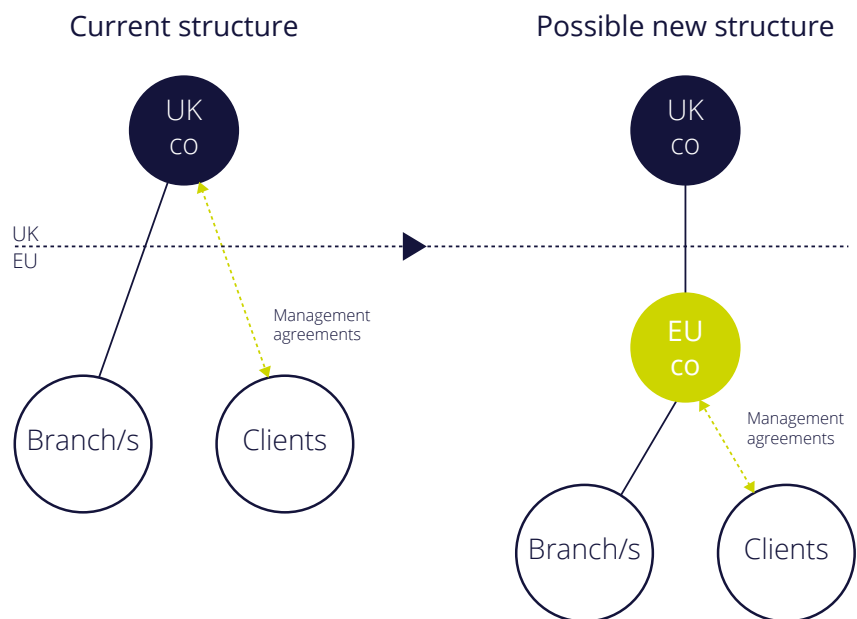 Current structure
UK
co
UK
EU
Management
agreements
Branch/s
Clients
Possible new structure
UK
co
EU
co
Management
agreements
Branch/s
Clients